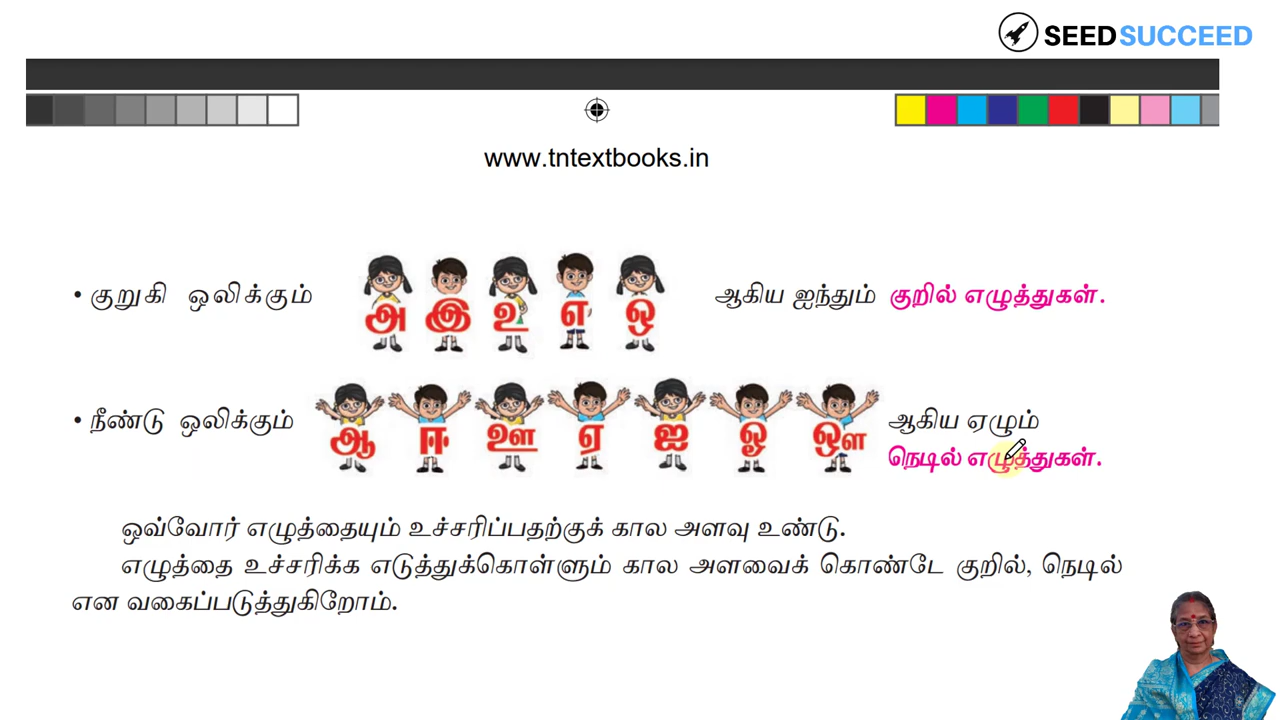 SEEDSUCCEED
www.tntextbooks.in
• குறுகி ஒலிக்கும் அ இ உ எ ஒ ஆகிய ஐந்தும் குறில் எழுத்துகள்.
• நீண்டு ஒலிக்கும் ஆ ஈ ஊ ஏ ஐ ஓ ஔ ஆகிய ஏழும்
நெடில் எழுத்துகள்.
ஒவ்வோர் எழுத்தையும் உச்சரிப்பதற்குக் கால அளவு உண்டு.
எழுத்தை உச்சரிக்க எடுத்துக்கொள்ளும் கால அளவைக் கொண்டே குறில், நெடில்
என வகைப்படுத்துகிறோம்.